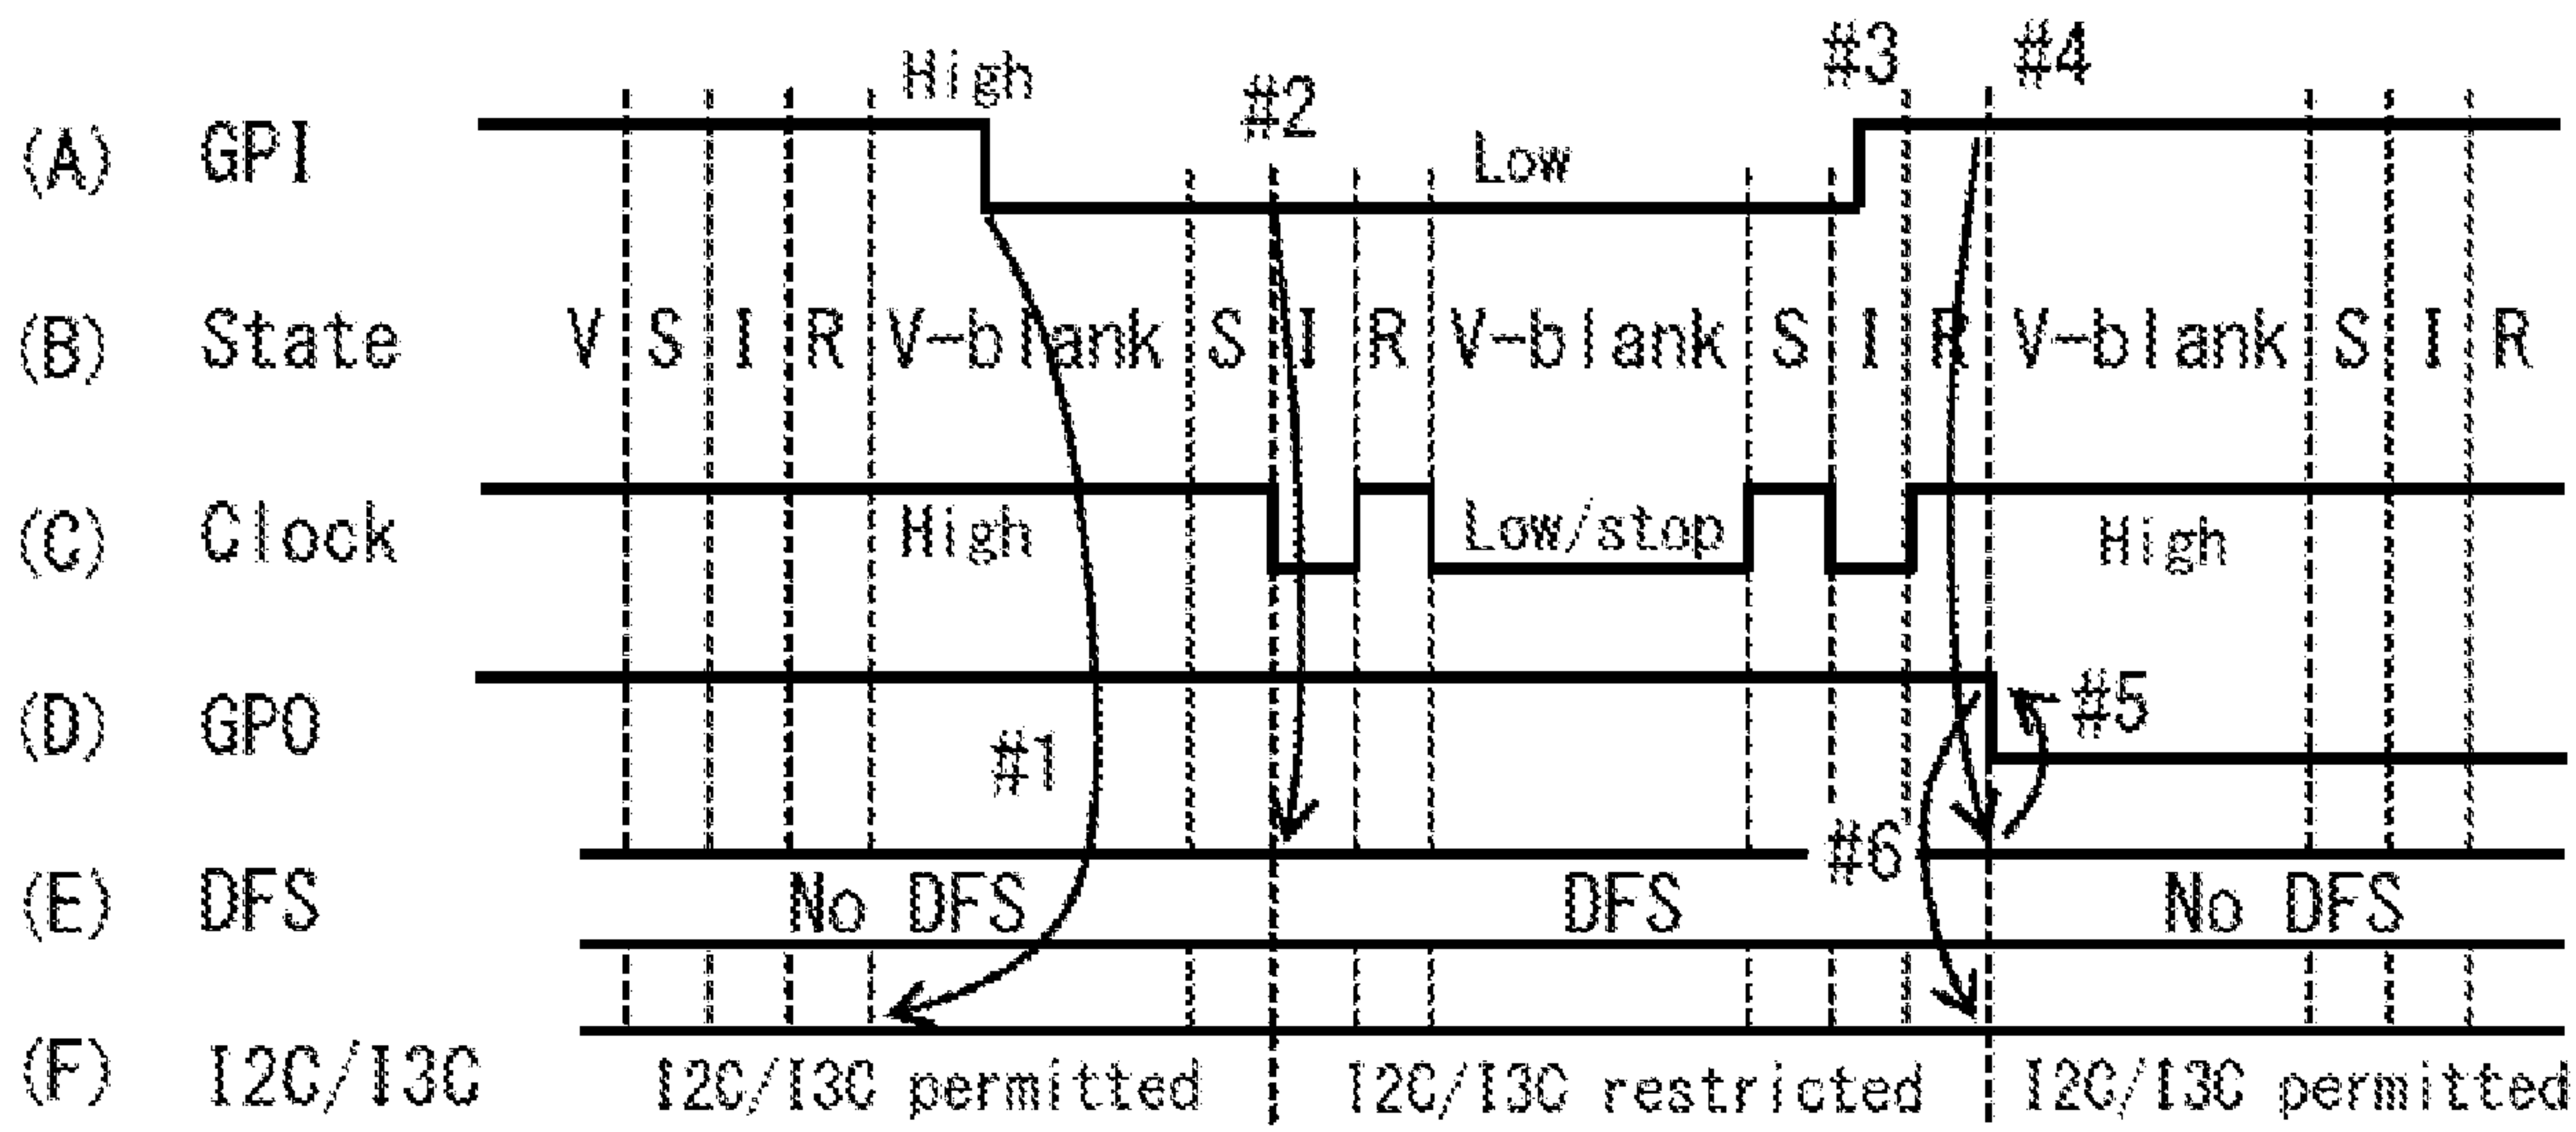 High #2 Low #3 #4
(A) GPI
(B) State V S I R V-blank S I R V-blank S I R V-blank S I R
(C) Clock High Low/stop High
(D) GPO #1 #5
#6
(E) DFS No DFS DFS No DFS
(F) I2C/I3C I2C/I3C permitted I2C/I3C restricted I2C/I3C permitted